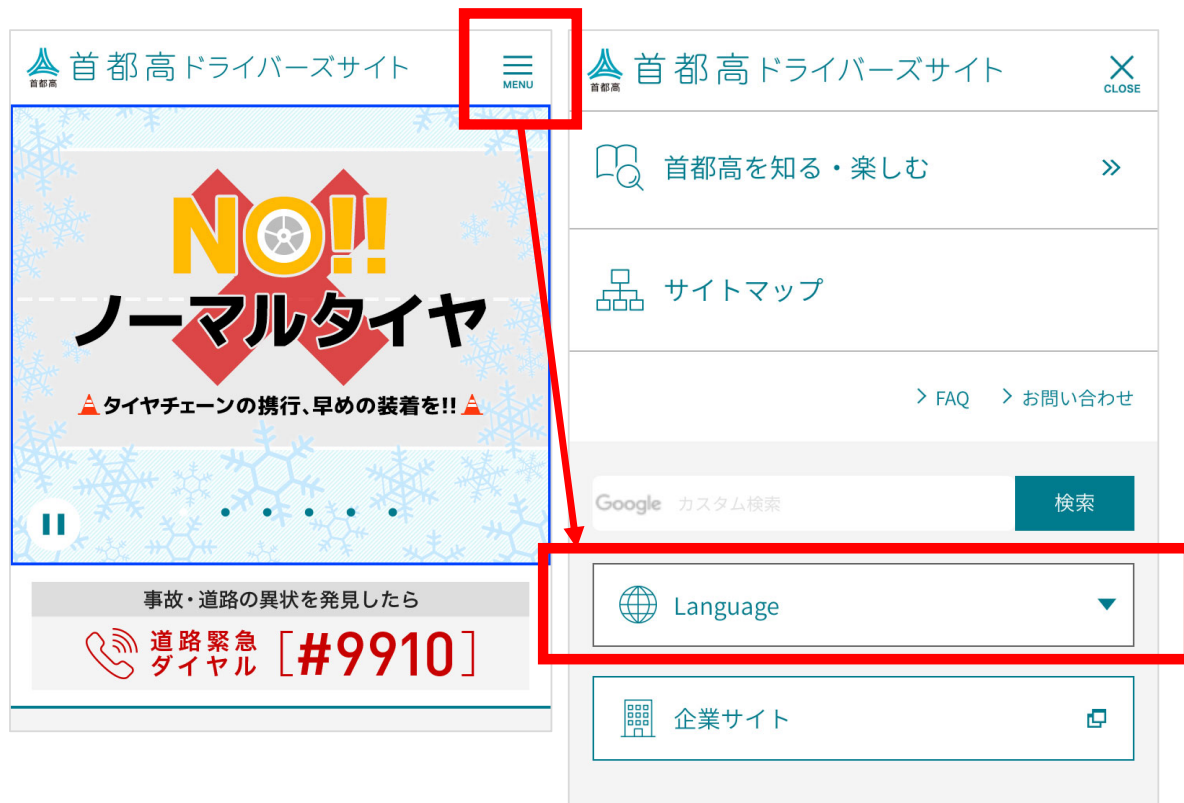 首都高
首都高ドライバーズサイト
MENU
NO!!
ノーマルタイヤ
タイヤチェーンの携行、早めの装着を!!
事故・道路の異状を発見したら
道路緊急
ダイヤル
[#9910]
首都高
首都高ドライバーズサイト
CLOSE
首都高を知る・楽しむ
サイトマップ
FAQ
お問い合わせ
Google カスタム検索
検索
Language
企業サイト